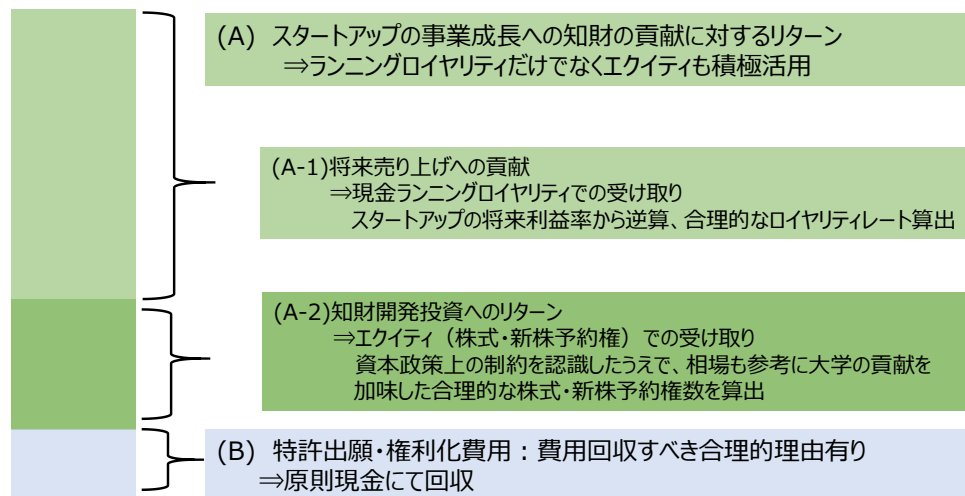 (A) スタートアップの事業成長への知財の貢献に対するリターン
⇒ランニングロイヤリティだけでなくエクイティも積極活用
(A-1)将来売り上げへの貢献
⇒現金ランニングロイヤリティでの受け取り
スタートアップの将来利益率から逆算、合理的なロイヤリティレート算出
(A-2)知財開発投資へのリターン
⇒エクイティ（株式・新株予約権）での受け取り
資本政策上の制約を認識したうえで、相場も参考に大学の貢献を
加味した合理的な株式・新株予約権数を算出
(B) 特許出願・権利化費用：費用回収すべき合理的理由有り
⇒原則現金にて回収